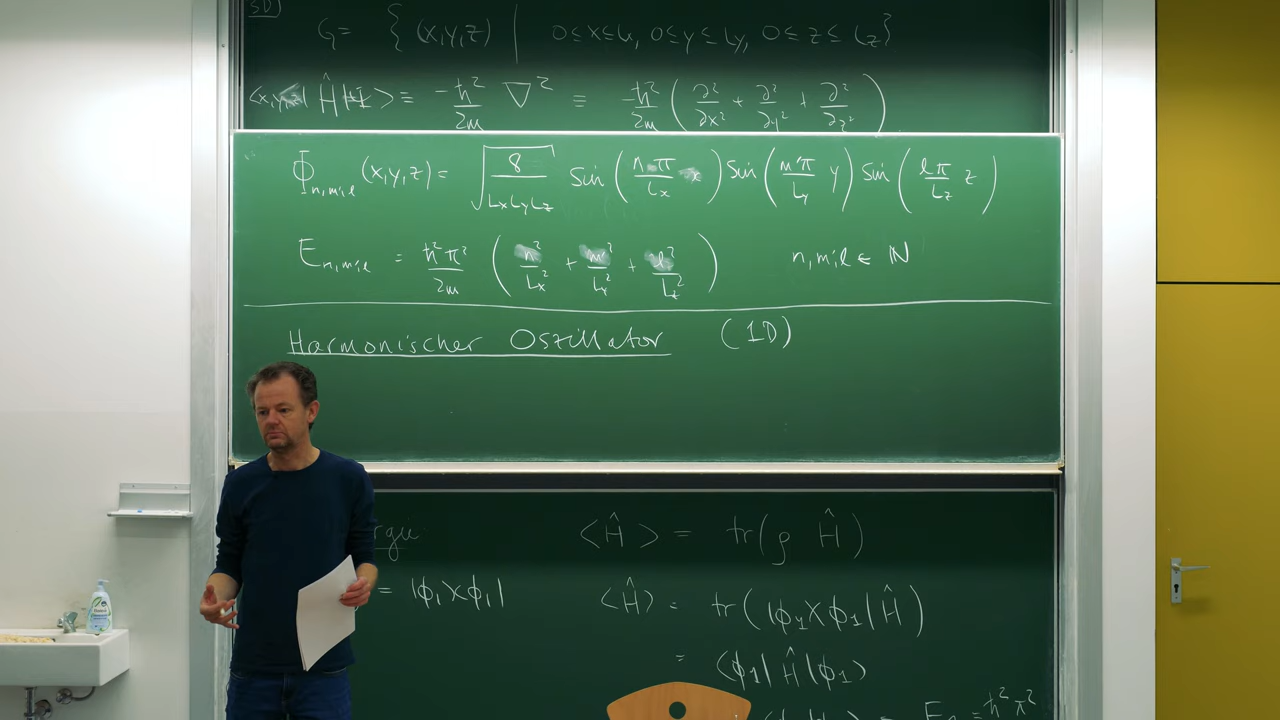 3D)
G = { (x,y,z) | 0≤x≤Lx, 0≤y≤Ly, 0≤z≤Lz}
<x,y,z| Ĥ |Φ> ≡ -ħ²/2m ∇² ≡ -ħ²/2m (∂²/∂x² + ∂²/∂y² + ∂²/∂z²)
Φn,m,l (x,y,z) = √(8/LxLyLz) sin(nπ/Lx x) sin(mπ/Ly y) sin(lπ/Lz z)
En,m,l = ħ²π²/2m (n²/Lx² + m²/Ly² + l²/Lz²) n,m,l ∈ ℕ
Harmonischer Oszillator (1D)
<Ĥ> = tr(ρ Ĥ)
= |ϕ₁><ϕ₁| <Ĥ> = tr(|ϕ₁><ϕ₁|Ĥ)
= <ϕ₁|Ĥ|ϕ₁>